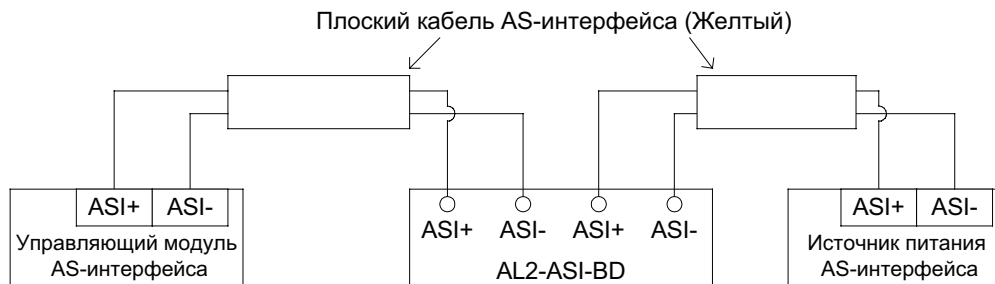 Плоский кабель AS-интерфейса (Желтый)
ASI+ ASI-
Управляющий модуль
AS-интерфейса
ASI+ ASI- ASI+ ASI-
AL2-ASI-BD
ASI+ ASI-
Источник питания
AS-интерфейса